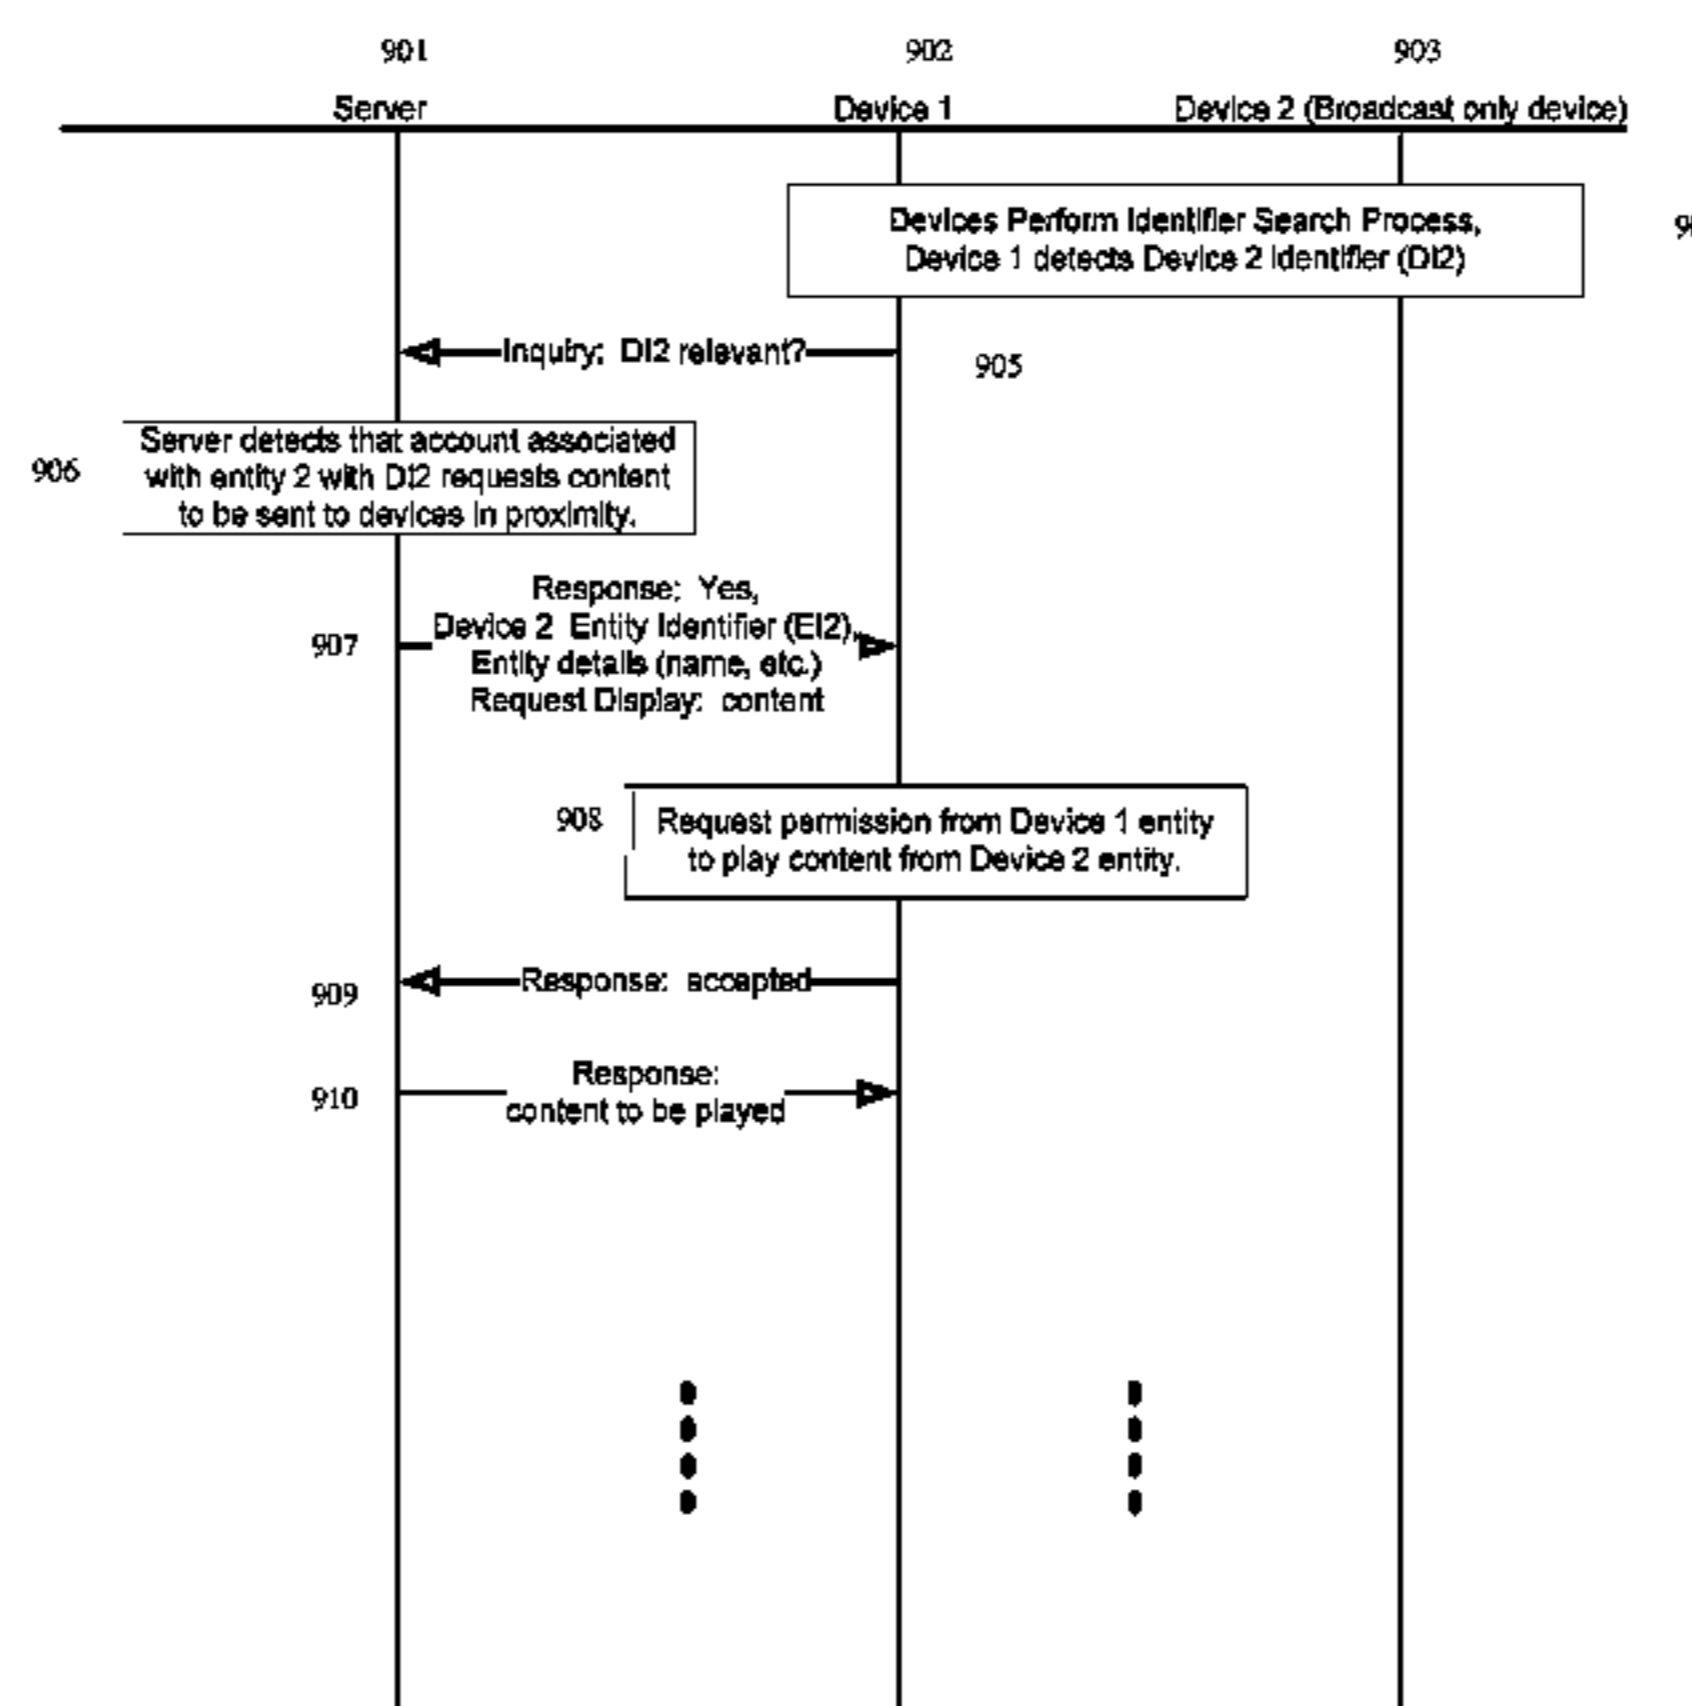 901
902
903
Server
Device 1
Device 2 (Broadcast only device)
Devices Perform Identifier Search Process,
Device 1 detects Device 2 Identifier (DI2)
Inquiry: DI2 relevant?
905
906
Server detects that account associated
with entity 2 with DI2 requests content
to be sent to devices in proximity.
Response: Yes,
907
Device 2 Entity Identifier (EI2),
Entity details (name, etc.)
Request Display: content
908
Request permission from Device 1 entity
to play content from Device 2 entity.
909
Response: accepted
910
Response:
content to be played